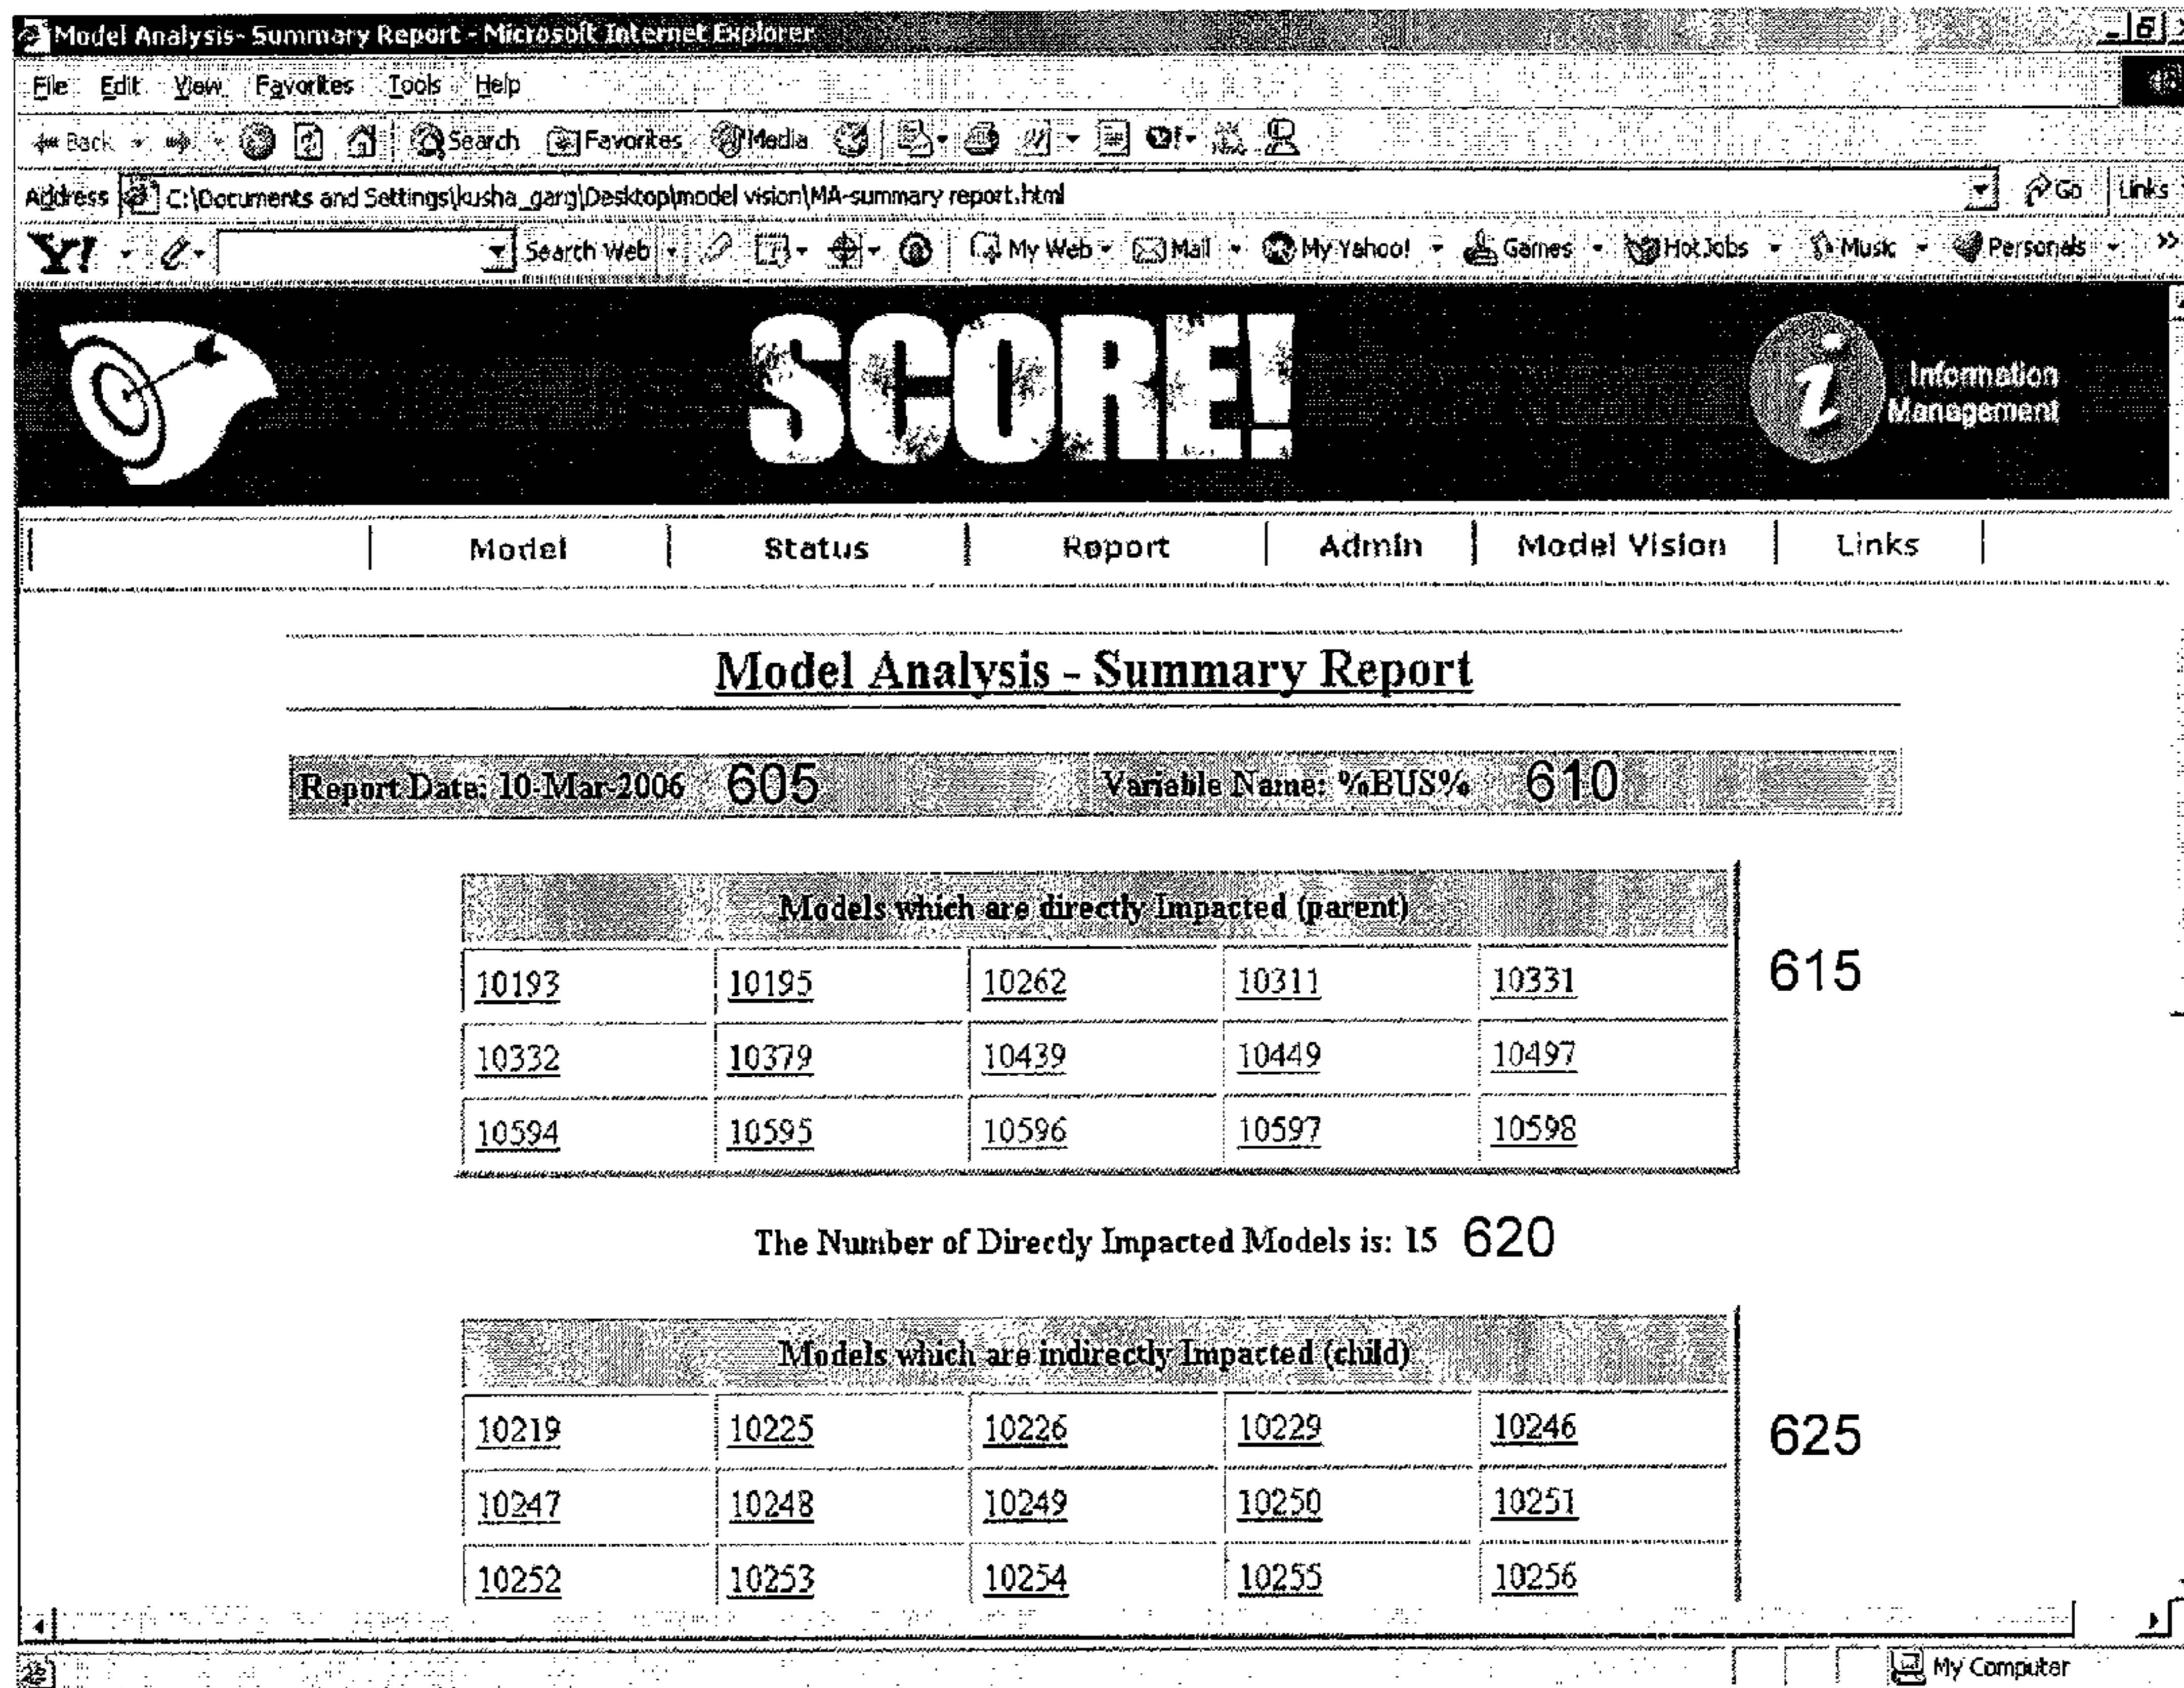 Model Analysis- Summary Report - Microsoft Internet Explorer
File Edit View Favorites Tools Help
Back Search Favorites Media
Address C:\Documents and Settings\kusha_garg\Desktop\model vision\MA-summary report.html Go Links
Y! Search Web My Web Mail My Yahoo! Games HotJobs Music Personals >>
SCORE!
i Information
Management
Model Status Report Admin Model Vision Links
Model Analysis - Summary Report
Report Date: 10-Mar-2006 605 Variable Name: %BUS% 610
Models which are directly Impacted (parent)
10193 10195 10262 10311 10331 615
10332 10379 10439 10449 10497
10594 10595 10596 10597 10598
The Number of Directly Impacted Models is: 15 620
Models which are indirectly Impacted (child)
10219 10225 10226 10229 10246 625
10247 10248 10249 10250 10251
10252 10253 10254 10255 10256
My Computer